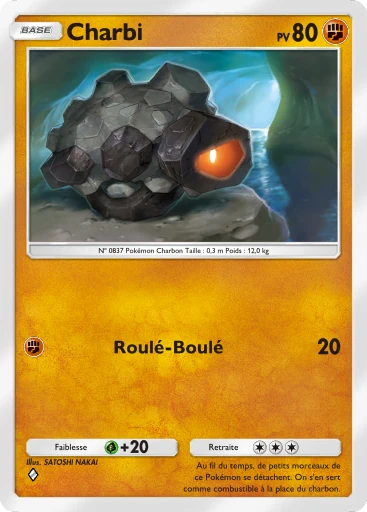 BASE Charbi PV 80
N° 0837 Pokémon Charbon Taille : 0,3 m Poids : 12,0 kg
Roulé-Boulé 20
Faiblesse +20 Retraite
Illus. SATOSHI NAKAI
Au fil du temps, de petits morceaux de
ce Pokémon se détachent. On s'en sert
comme combustible à la place du charbon.